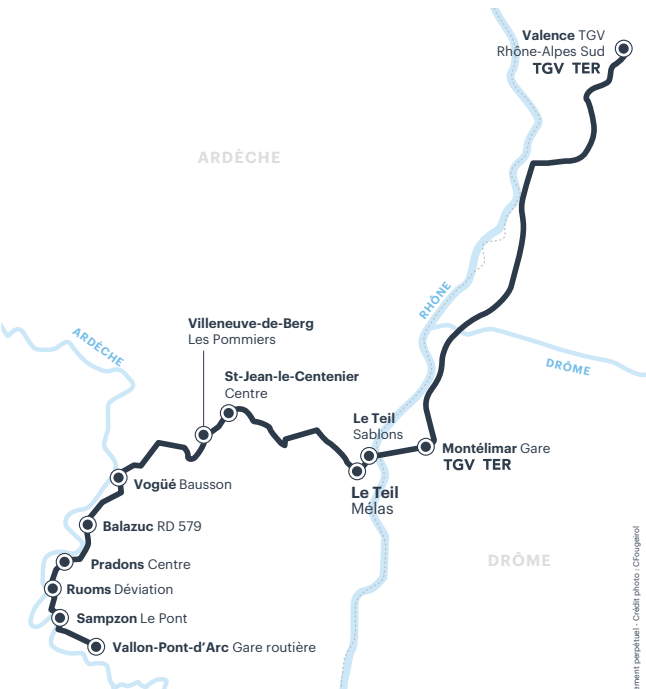 Valence TGV
Rhône-Alpes Sud
TGV TER
ARDÈCHE
RHÔNE
ARDÈCHE
Villeneuve-de-Berg
Les Pommiers
DRÔME
St-Jean-le-Centenier
Centre
Le Teil
Sablons
Montélimar Gare
TGV TER
Vogüé Bausson
Le Teil
Mélas
Balazuc RD 579
DRÔME
Pradons Centre
Ruoms Déviation
Sampzon Le Pont
Vallon-Pont-d'Arc Gare routière
ment perpétuel - Crédit photo : CFougeirol